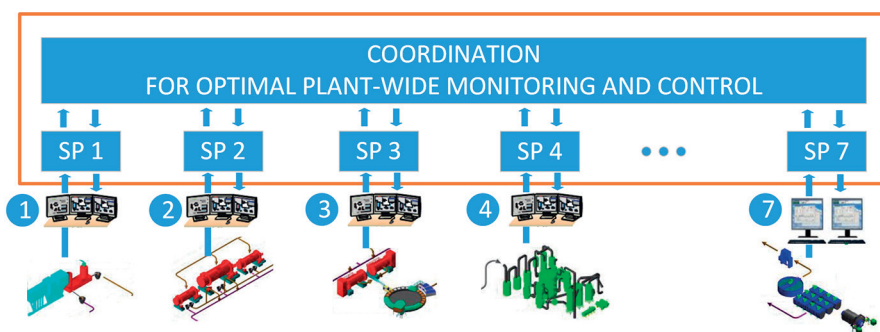 COORDINATION
FOR OPTIMAL PLANT-WIDE MONITORING AND CONTROL
SP 1 SP 2 SP 3 SP 4 SP 7
1 2 3 4 7